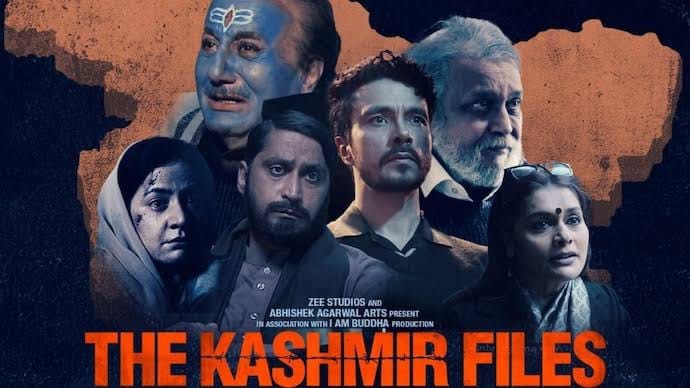 ZEE STUDIOS AND
ABHISHEK AGARWAL ARTS PRESENT
IN ASSOCIATION WITH I AM BUDDHA PRODUCTION
THE KASHMIR FILES